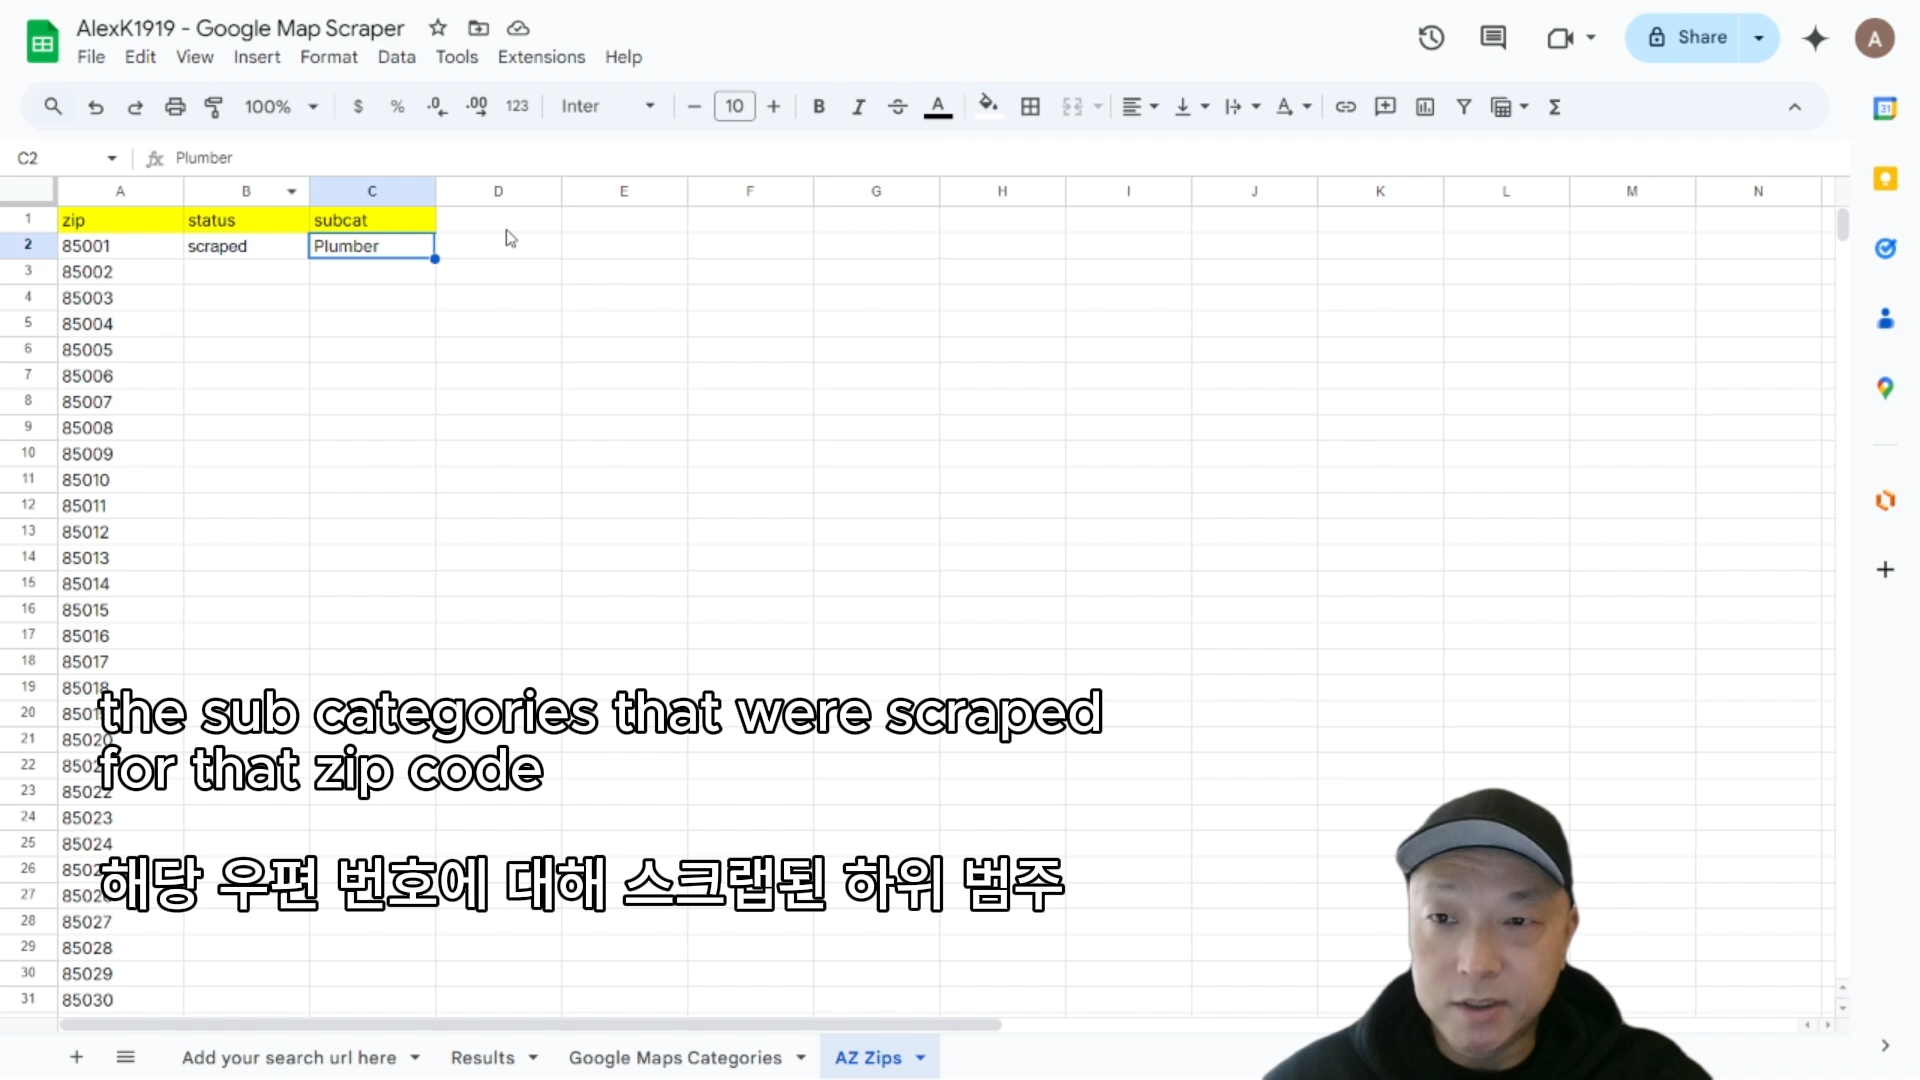 AlexK1919 - Google Map Scraper
File Edit View Insert Format Data Tools Extensions Help
Share
A
100% $ % .0 .00 123 Inter 10 B I A
31
C2 fx Plumber
A B C D E F G H I J K L M N
1 zip status subcat
2 85001 scraped Plumber
3 85002
4 85003
5 85004
6 85005
7 85006
8 85007
9 85008
10 85009
11 85010
12 85011
13 85012
14 85013
15 85014
16 85015
17 85016
18 85017
19 85018
20
21 85020
22
23 85022
24 85023
25 85024
26
27
28 85027
29 85028
30 85029
31 85030
the sub categories that were scraped
for that zip code
해당 우편 번호에 대해 스크랩된 하위 범주
Add your search url here Results Google Maps Categories AZ Zips